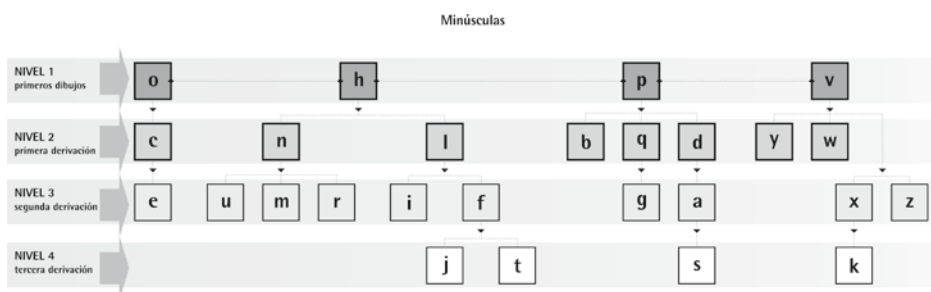 Minúsculas
NIVEL 1
primeros dibujos
o h p v
NIVEL 2
primera derivación
c n l b q d y w
NIVEL 3
segunda derivación
e u m r i f g a x z
NIVEL 4
tercera derivación
j t s k